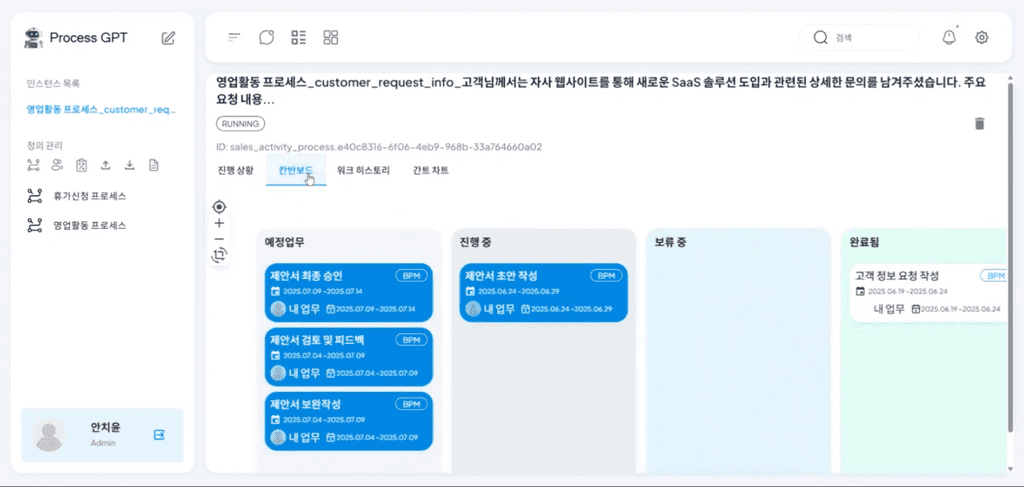 Process GPT
검색
인스턴스 목록
영업활동 프로세스_customer_req...
정의 관리
휴가신청 프로세스
영업활동 프로세스
안치윤
Admin
영업활동 프로세스_customer_request_info_고객님께서는 자사 웹사이트를 통해 새로운 SaaS 솔루션 도입과 관련된 상세한 문의를 남겨주셨습니다. 주요
요청 내용...
RUNNING
ID: sales_activity_process.e40c8316-6f06-4eb9-968b-33a764660a02
진행 상황
칸반보드
워크 히스토리
간트 차트
예정업무
제안서 최종 승인 BPM
2025.07.09~2025.07.14
내 업무 2025.07.09~2025.07.14
제안서 검토 및 피드백 BPM
2025.07.04~2025.07.09
내 업무 2025.07.04~2025.07.09
제안서 보완작성 BPM
2025.07.04~2025.07.09
내 업무 2025.07.04~2025.07.09
진행 중
제안서 초안 작성 BPM
2025.06.24~2025.06.29
내 업무 2025.06.24~2025.06.29
보류 중
완료됨
고객 정보 요청 작성 BPM
2025.06.19~2025.06.24
내 업무 2025.06.19~2025.06.24